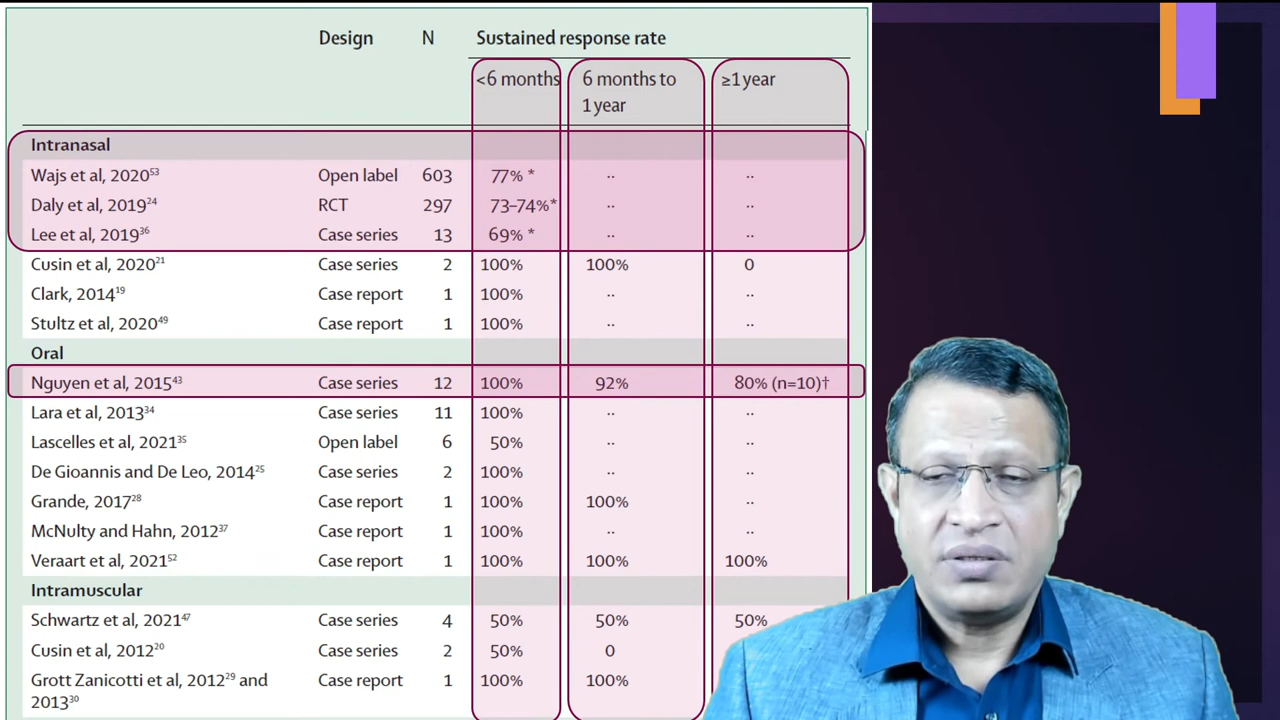 Design N Sustained response rate
<6 months 6 months to 1 year ≥1 year
Intranasal
Wajs et al, 2020⁵³ Open label 603 77% * ·· ··
Daly et al, 2019²⁴ RCT 297 73–74%* ·· ··
Lee et al, 2019³⁶ Case series 13 69% * ·· ··
Cusin et al, 2020²¹ Case series 2 100% 100% 0
Clark, 2014¹⁹ Case report 1 100% ·· ··
Stultz et al, 2020⁴⁹ Case report 1 100% ·· ··
Oral
Nguyen et al, 2015⁴³ Case series 12 100% 92% 80% (n=10)†
Lara et al, 2013³⁴ Case series 11 100% ·· ··
Lascelles et al, 2021³⁵ Open label 6 50% ·· ··
De Gioannis and De Leo, 2014²⁵ Case series 2 100% ·· ··
Grande, 2017²⁸ Case report 1 100% 100% ··
McNulty and Hahn, 2012³⁷ Case report 1 100% ·· ··
Veraart et al, 2021⁵² Case report 1 100% 100% 100%
Intramuscular
Schwartz et al, 2021⁴⁷ Case series 4 50% 50% 50%
Cusin et al, 2012²⁰ Case series 2 50% 0
Grott Zanicotti et al, 2012²⁹ and Case report 1 100% 100%
2013³⁰